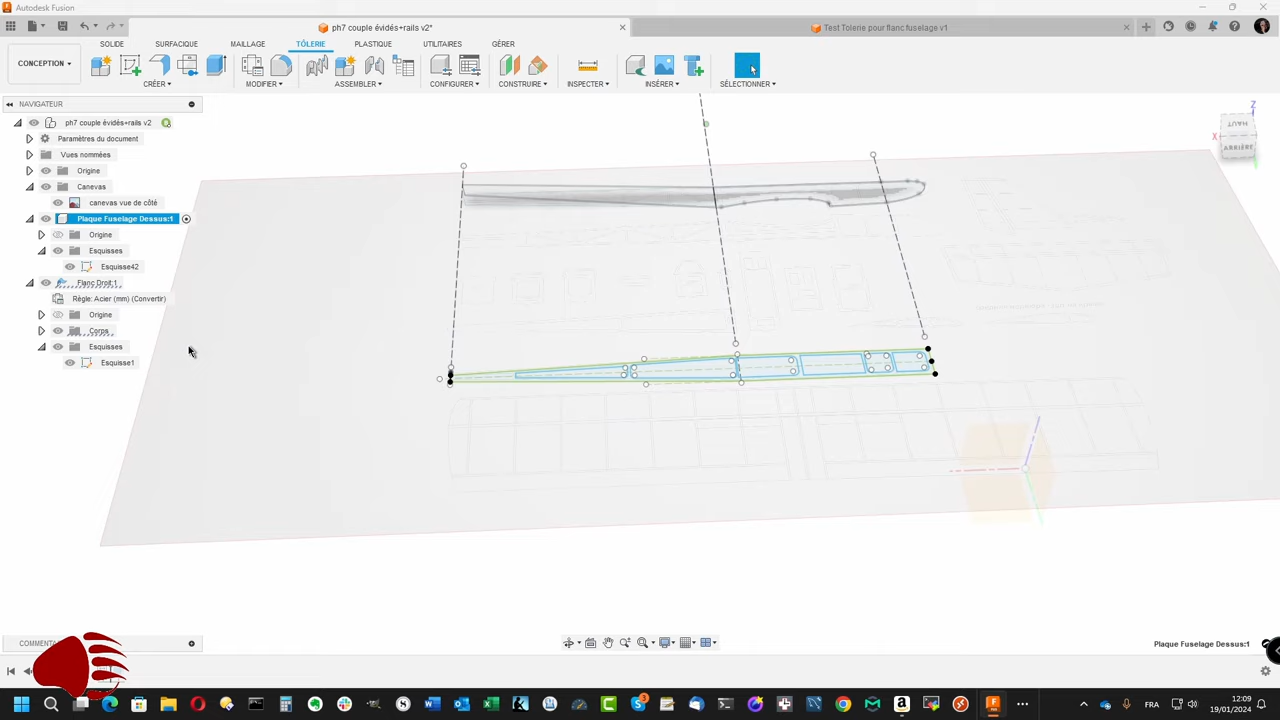 Autodesk Fusion
ph7 couple évidés+rails v2*
Test Tolerie pour flanc fuselage v1
SOLIDE
SURFACIQUE
MAILLAGE
TÔLERIE
PLASTIQUE
UTILITAIRES
GÉRER
CONCEPTION
CRÉER
MODIFIER
ASSEMBLER
CONFIGURER
CONSTRUIRE
INSPECTER
INSÉRER
SÉLECTIONNER
NAVIGATEUR
ph7 couple évidés+rails v2
Paramètres du document
Vues nommées
Origine
Canevas
canevas vue de côté
Plaque Fuselage Dessus:1
Origine
Esquisses
Esquisse42
Flanc Droit:1
Règle: Acier (mm) (Convertir)
Origine
Corps
Esquisses
Esquisse1
Z
X
HAUT
ARRIÈRE
Plaque Fuselage Dessus:1
3
FRA
12:09
19/01/2024